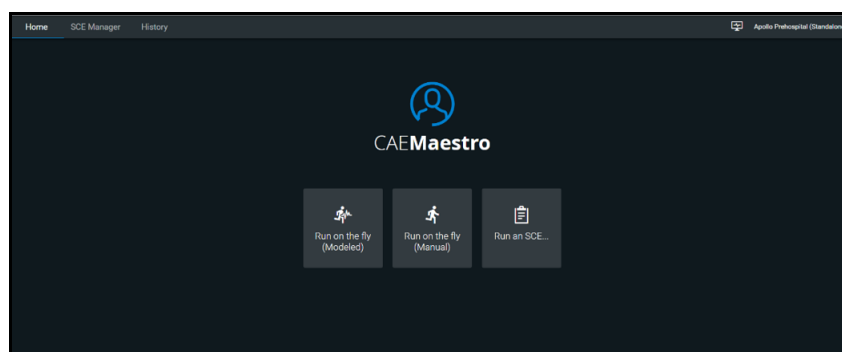 Home SCE Manager History Apollo Prehospital (Standalon
CAEMaestro
Run on the fly Run on the fly Run an SCE...
(Modeled) (Manual)